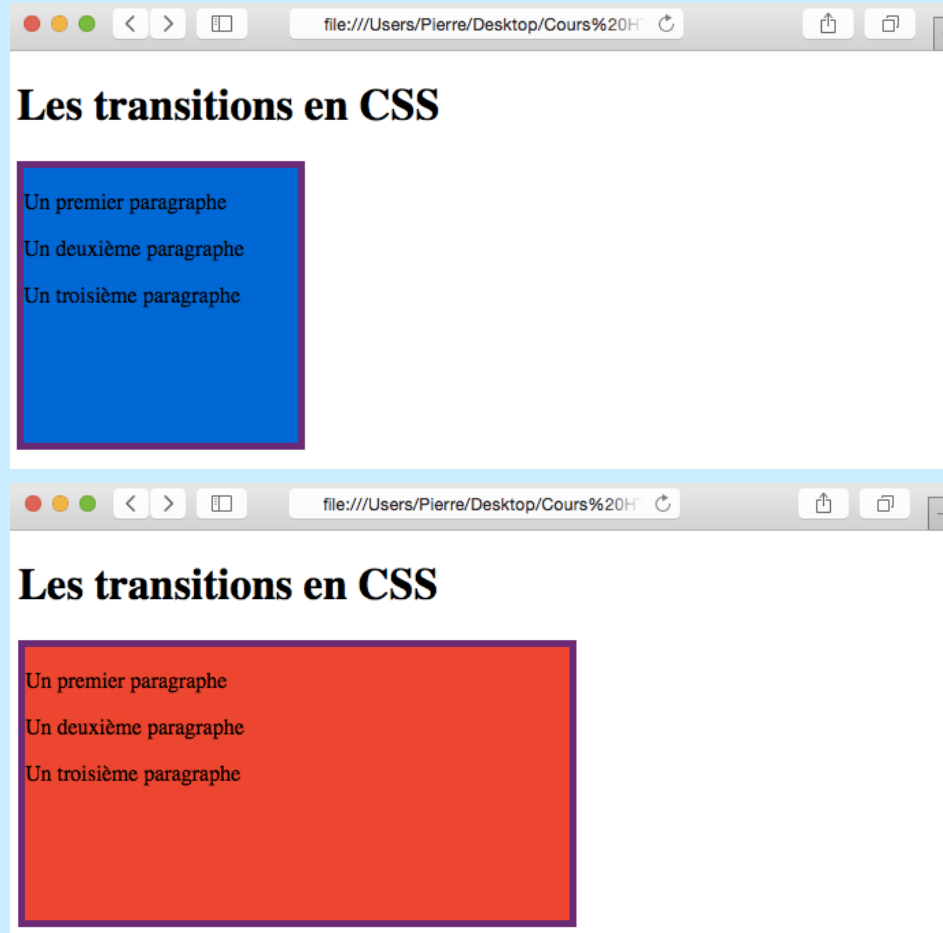 file:///Users/Pierre/Desktop/Cours%20H
Les transitions en CSS
Un premier paragraphe
Un deuxième paragraphe
Un troisième paragraphe
file:///Users/Pierre/Desktop/Cours%20H
Les transitions en CSS
Un premier paragraphe
Un deuxième paragraphe
Un troisième paragraphe